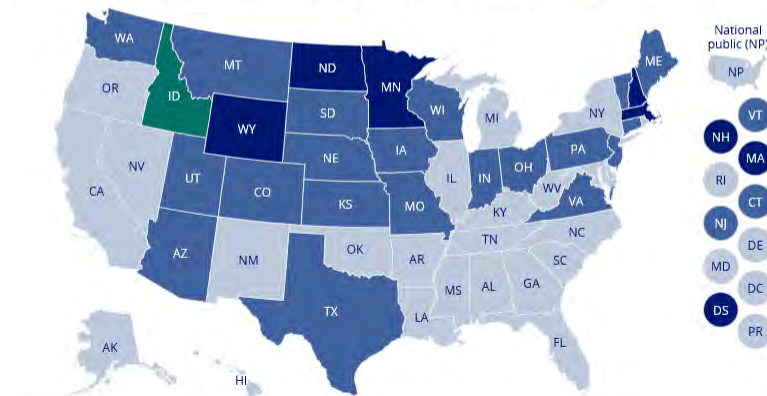 National
public (NP)
NP
WA
MT
ND
MN
ME
OR
ID
WY
SD
WI
MI
NY
VT
NH
MA
NV
UT
CO
NE
IA
IL
IN
OH
PA
RI
CT
CA
KS
MO
KY
WV
VA
NJ
DE
AZ
NM
OK
AR
TN
NC
SC
MD
DC
TX
LA
MS
AL
GA
FL
DS
PR
AK
HI